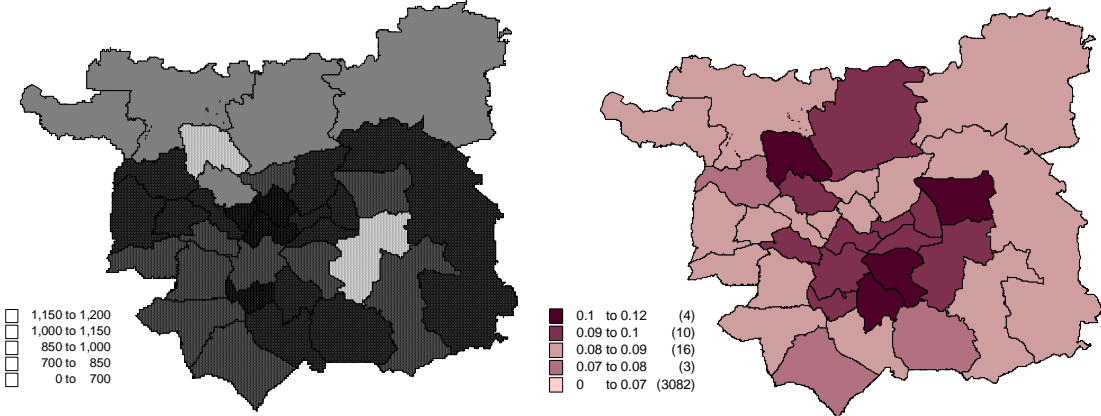 1,150 to 1,200
1,000 to 1,150
850 to 1,000
700 to 850
0 to 700
0.1 to 0.12 (4)
0.09 to 0.1 (10)
0.08 to 0.09 (16)
0.07 to 0.08 (3)
0 to 0.07 (3082)